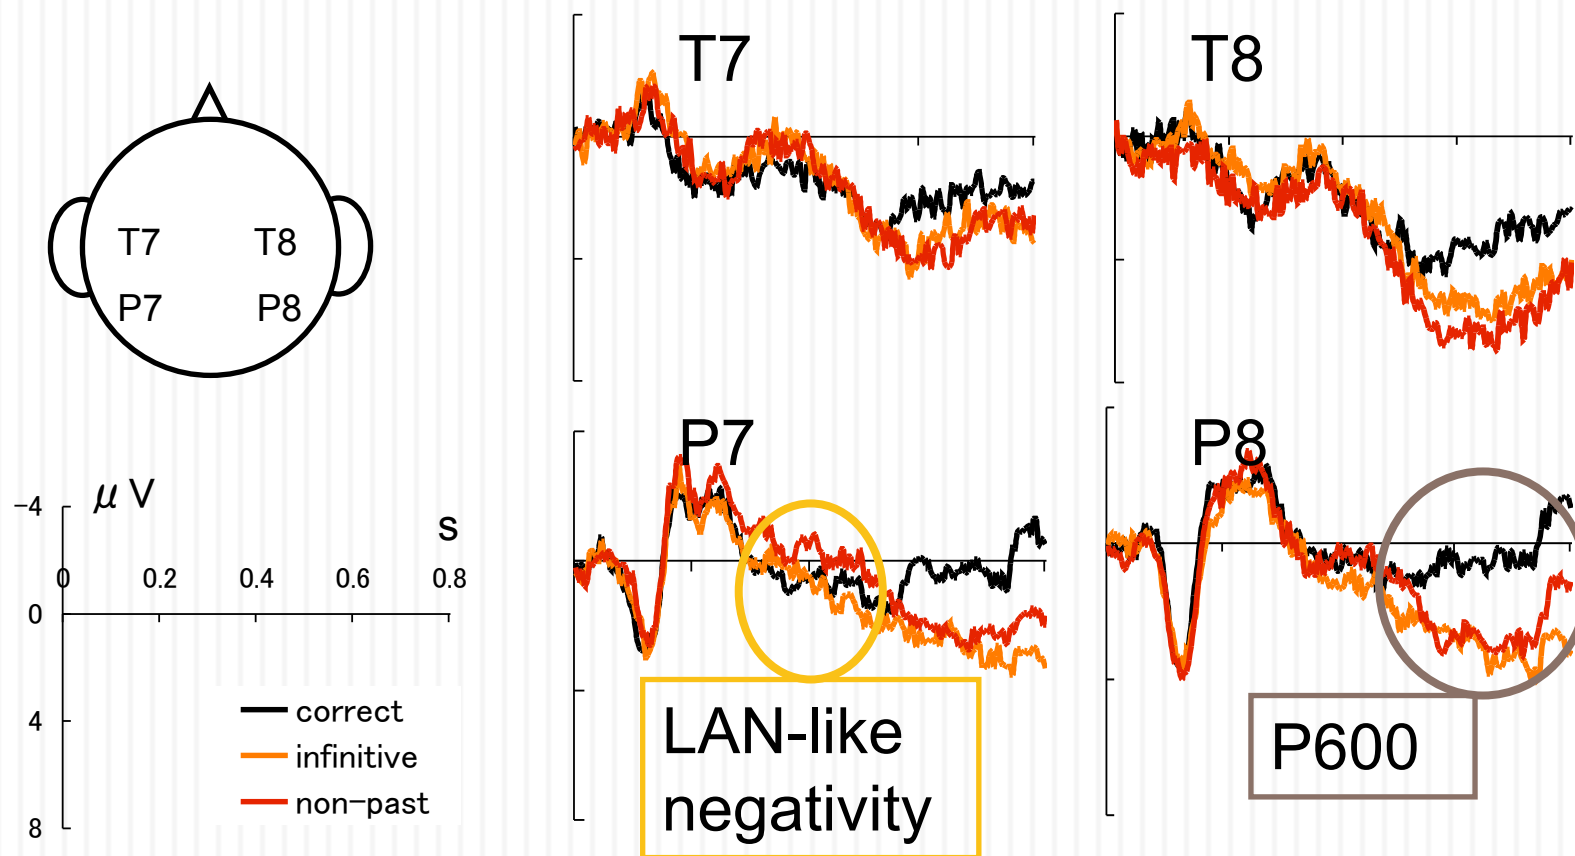 T7
T8
T7 T8
P7 P8
P7
P8
μV
s
−4
0 0.2 0.4 0.6 0.8
0
4
8
correct
infinitive
non−past
LAN-like
negativity
P600